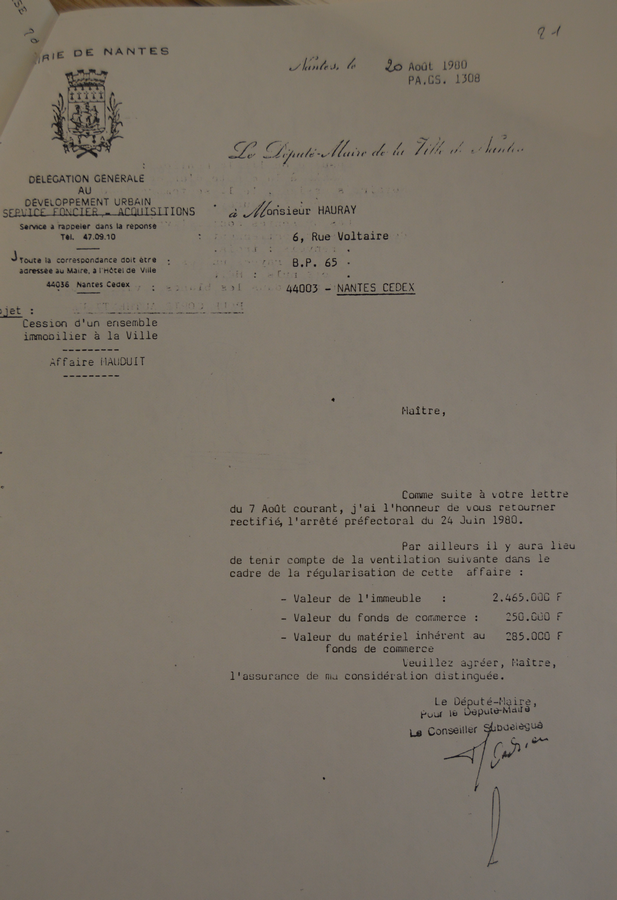 21
MAIRIE DE NANTES
Nantes, le 20 Août 1980
PA.GS. 1308
Le Député-Maire de la Ville de Nantes
DÉLÉGATION GÉNÉRALE
AU
DÉVELOPPEMENT URBAIN
SERVICE FONCIER - ACQUISITIONS
Service à rappeler dans la réponse
Tél. 47.09.10
Toute la correspondance doit être
adressée au Maire, à l'Hôtel de Ville
44036 Nantes Cedex
à Monsieur HAURAY
6, Rue Voltaire
B.P. 65
44003 - NANTES CEDEX
jet :
Cession d'un ensemble
immobilier à la Ville
Affaire HAUDUIT
Maître,
Comme suite à votre lettre
du 7 Août courant, j'ai l'honneur de vous retourner
rectifié, l'arrêté préfectoral du 24 Juin 1980.
Par ailleurs il y aura lieu
de tenir compte de la ventilation suivante dans le
cadre de la régularisation de cette affaire :
- Valeur de l'immeuble : 2.465.000 F
- Valeur du fonds de commerce : 250.000 F
- Valeur du matériel inhérent au 285.000 F
fonds de commerce
Veuillez agréer, Maître,
l'assurance de ma considération distinguée.
Le Député-Maire,
Pour le Député-Maire
Le Conseiller Subdélégué